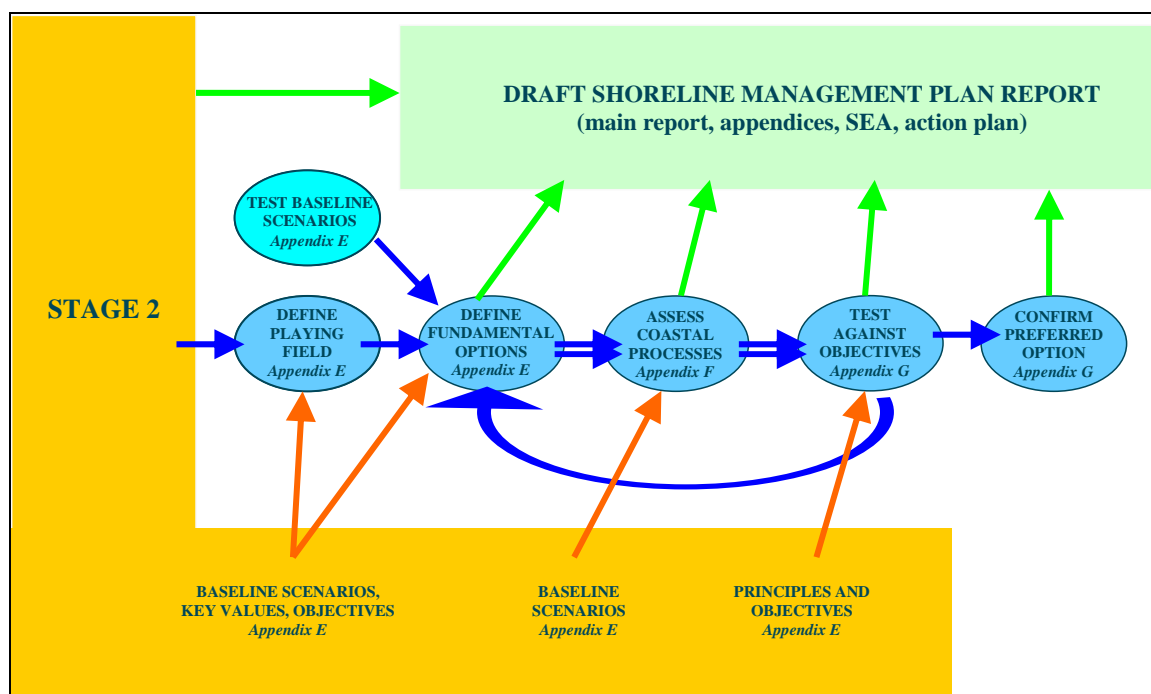 DRAFT SHORELINE MANAGEMENT PLAN REPORT
(main report, appendices, SEA, action plan)
TEST BASELINE
SCENARIOS
Appendix E
STAGE 2
DEFINE
PLAYING
FIELD
Appendix E
DEFINE
FUNDAMENTAL
OPTIONS
Appendix E
ASSESS
COASTAL
PROCESSES
Appendix F
TEST
AGAINST
OBJECTIVES
Appendix G
CONFIRM
PREFERRED
OPTION
Appendix G
BASELINE SCENARIOS,
KEY VALUES, OBJECTIVES
Appendix E
BASELINE
SCENARIOS
Appendix E
PRINCIPLES AND
OBJECTIVES
Appendix E